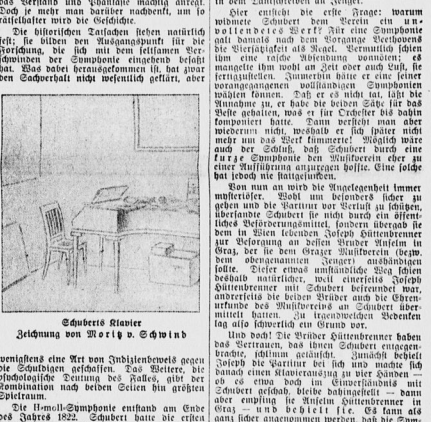 das Verstand und Phantasie mächtig anregt.
Doch je mehr man darüber nachdenkt, um so
rätselhafter wird die Geschichte.
Die historischen Tatsachen stehen natürlich
fest; sie bilden den Ausgangspunkt für die
Forschung, die sich mit dem seltsamen Ver-
schwinden der Symphonie eingehend befaßt
hat. Was dabei herausgekommen ist, hat zwar
den Sachverhalt nicht wesentlich geklärt, aber
Schuberts Klavier
Zeichnung von Moritz v. Schwind
wenigstens eine Art von Indizienbeweis gegen
die Schuldigen geschaffen. Das Weitere, die
psychologische Deutung des Falles, gibt der
Kombination nach beiden Seiten hin größten
Spielraum.
Die H-moll-Symphonie entstand am Ende
des Jahres 1822. Schubert hatte die ersten
Hier entsteht die erste Frage: warum
widmete Schubert dem Verein ein un-
vollendetes Werk? Für eine Symphonie
galt damals nach dem Vorgange Beethovens
die Viersätzigkeit als Regel. Vermutlich schien
ihm eine rasche Absendung vonnöten; es
mangelte ihm wohl an Zeit oder auch Lust, sie
fertigzustellen. Immerhin hätte er eine seiner
vorangegangenen vollständigen Symphonien
wählen können. Daß er es nicht tat, läßt die
Annahme zu, er habe die beiden Sätze für das
Beste gehalten, was er für Orchester bis dahin
komponiert hatte. Dann versteht man aber
wiederum nicht, weshalb er sich später nicht
mehr um das Werk kümmerte! Möglich wäre
auch der Schluß, daß Schubert durch eine
kurze Symphonie den Musikverein eher zu
einer Aufführung anzuregen hoffte. Eine solche
hat jedoch nie stattgefunden.
Von nun an wird die Angelegenheit immer
mysteriöser. Wohl um besonders sicher zu
gehen und die Partitur vor Verlust zu schützen,
übersandte Schubert sie nicht durch ein öffent-
liches Beförderungsmittel, sondern übergab sie
dem in Wien lebenden Joseph Hüttenbrenner
zur Besorgung an dessen Bruder Anselm in
Graz, der sie dem Grazer Musikverein (bezw.
dem obengenannten Jenger) aushändigen
sollte. Dieser etwas umständliche Weg schien
deshalb natürlicher, weil einerseits Joseph
Hüttenbrenner mit Schubert befreundet war,
andrerseits die beiden Brüder auch die Ehren-
urkunde des Musikvereins an Schubert über-
mittelt hatten. Zu irgendwelchen Bedenken
lag also schwerlich ein Grund vor.
Und doch! Die Brüder Hüttenbrenner haben
das Vertrauen, das ihnen Schubert entgegen-
brachte, schlimm getäuscht. Zunächst behielt
Joseph die Partitur bei sich und machte sich
danach einen Klavierauszug zu vier Händen —
ob es etwa doch im Einverständnis mit
Schubert geschah, bleibe dahingestellt — dann
aber empfing sie Anselm Hüttenbrenner in
Graz — und behielt sie. Es kann als